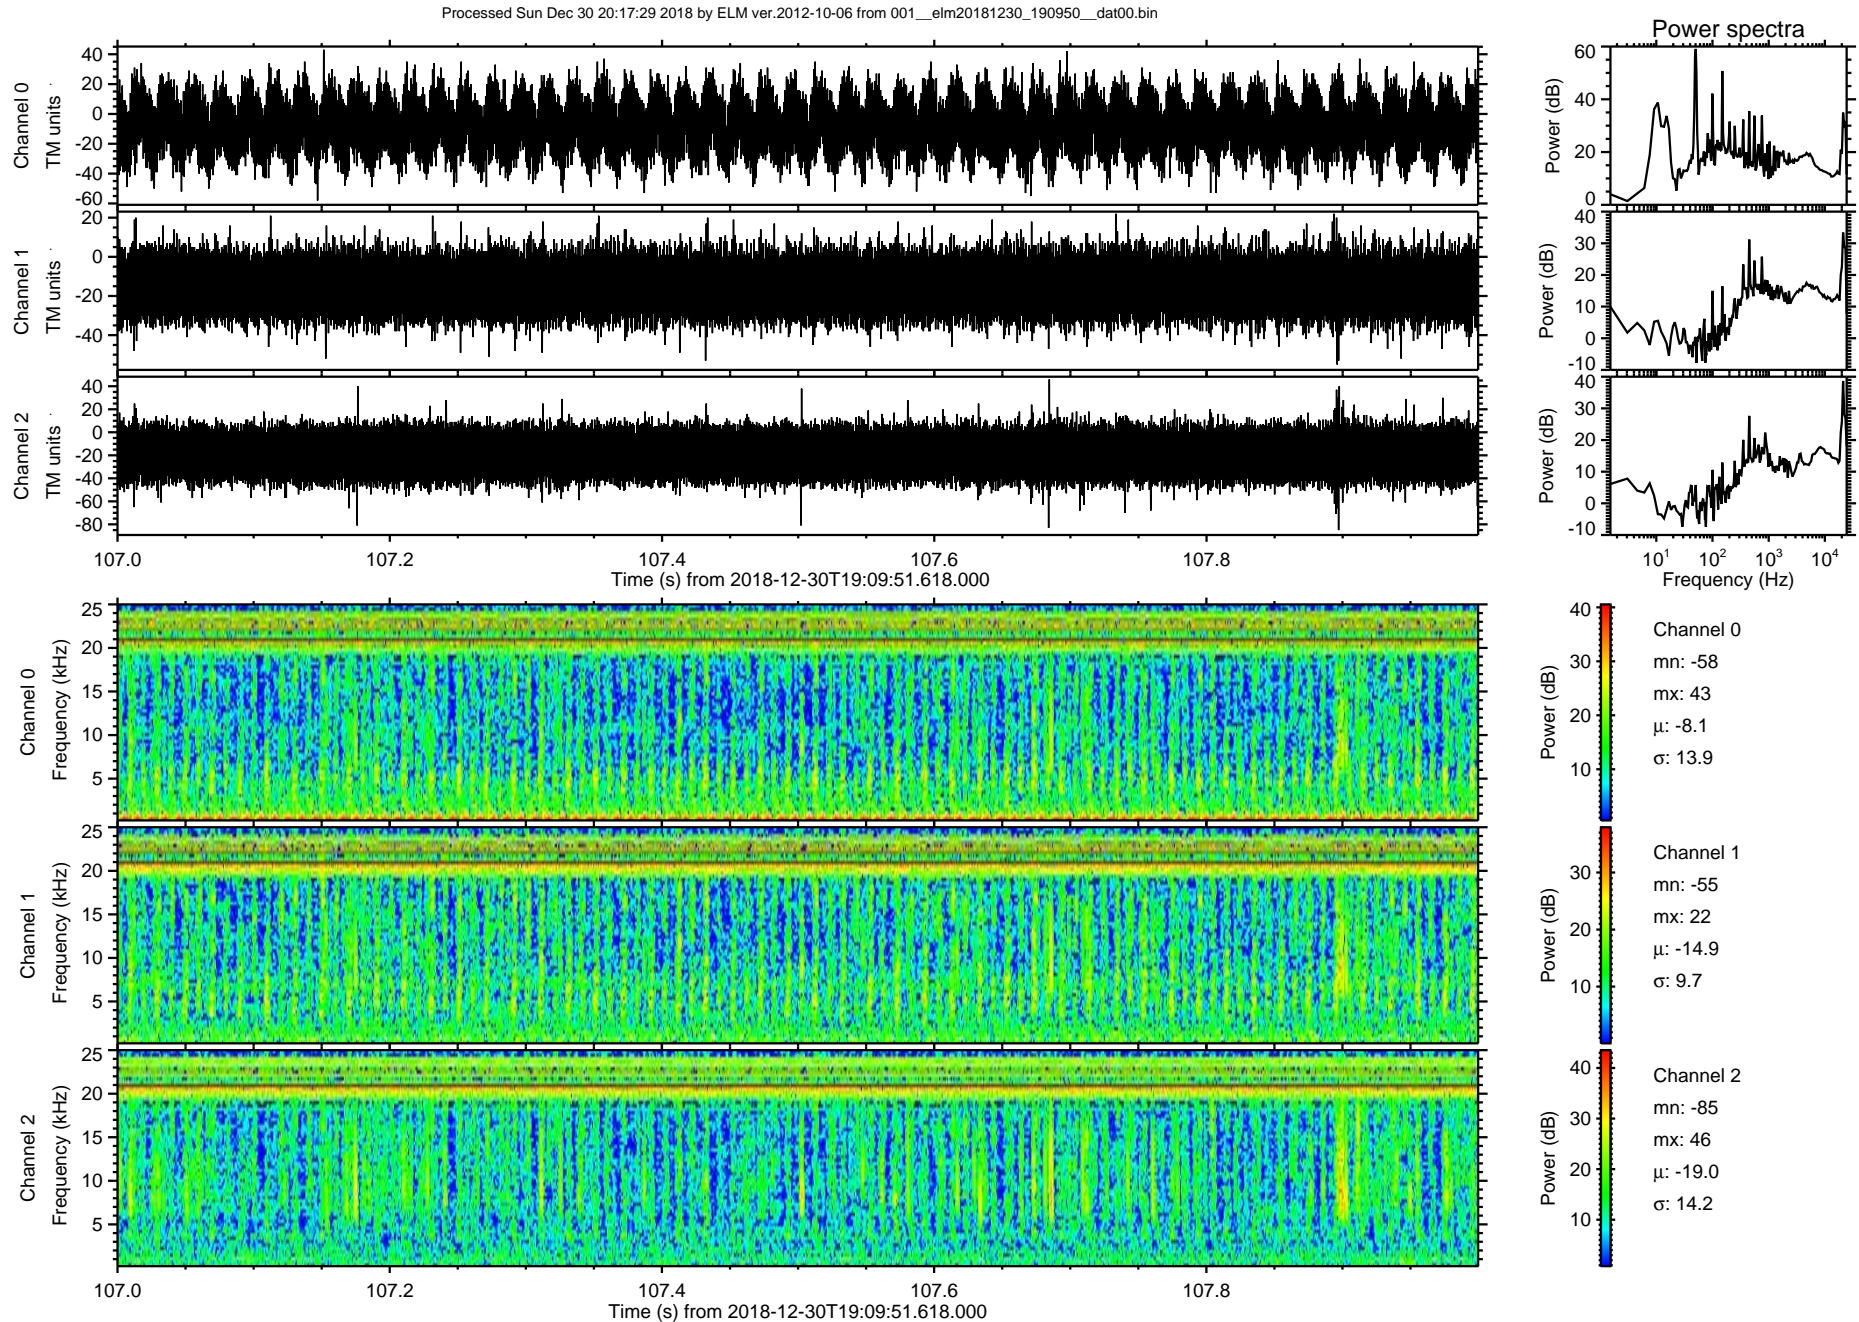 Processed Sun Dec 30 20:17:29 2018 by ELM ver.2012-10-06 from 001__elm20181230_190950__dat00.bin
Power spectra
Channel 0
TM units
40
20
0
-20
-40
-60
Power (dB)
60
40
20
0
Channel 1
TM units
20
0
-20
-40
Power (dB)
40
30
20
10
0
-10
Channel 2
TM units
40
20
0
-20
-40
-60
-80
Power (dB)
40
30
20
10
0
-10
107.0 107.2 107.4 107.6 107.8
Time (s) from 2018-12-30T19:09:51.618.000
10¹ 10² 10³ 10⁴
Frequency (Hz)
Channel 0
Frequency (kHz)
25
20
15
10
5
Power (dB)
40
30
20
10
Channel 0
mn: -58
mx: 43
μ: -8.1
σ: 13.9
Channel 1
Frequency (kHz)
25
20
15
10
5
Power (dB)
30
20
10
Channel 1
mn: -55
mx: 22
μ: -14.9
σ: 9.7
Channel 2
Frequency (kHz)
25
20
15
10
5
Power (dB)
40
30
20
10
Channel 2
mn: -85
mx: 46
μ: -19.0
σ: 14.2
107.0 107.2 107.4 107.6 107.8
Time (s) from 2018-12-30T19:09:51.618.000